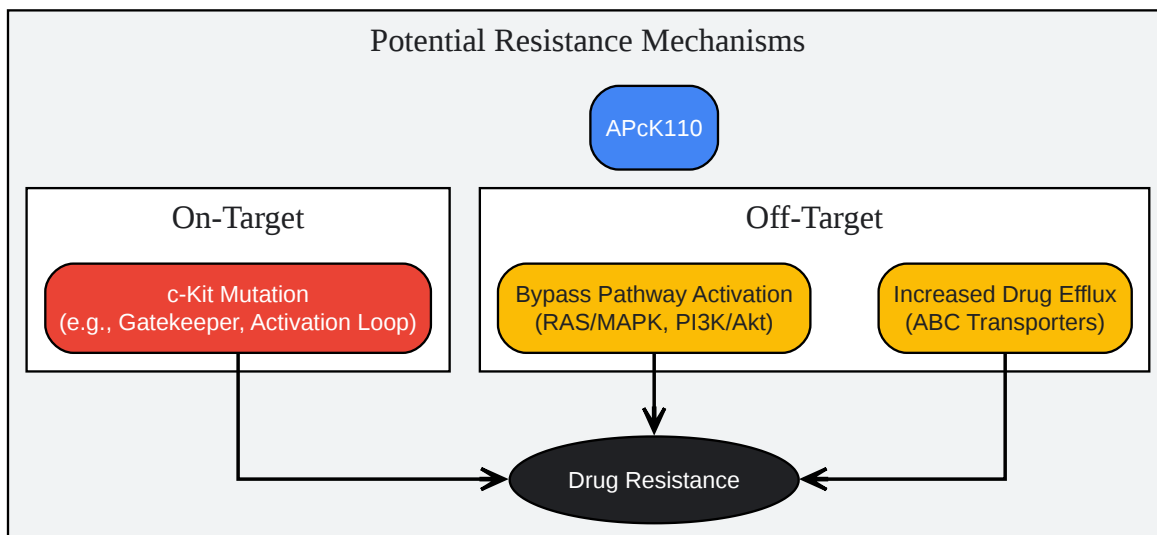 Potential Resistance Mechanisms
APcK110
On-Target
Off-Target
c-Kit Mutation
(e.g., Gatekeeper, Activation Loop)
Bypass Pathway Activation
(RAS/MAPK, PI3K/Akt)
Increased Drug Efflux
(ABC Transporters)
Drug Resistance